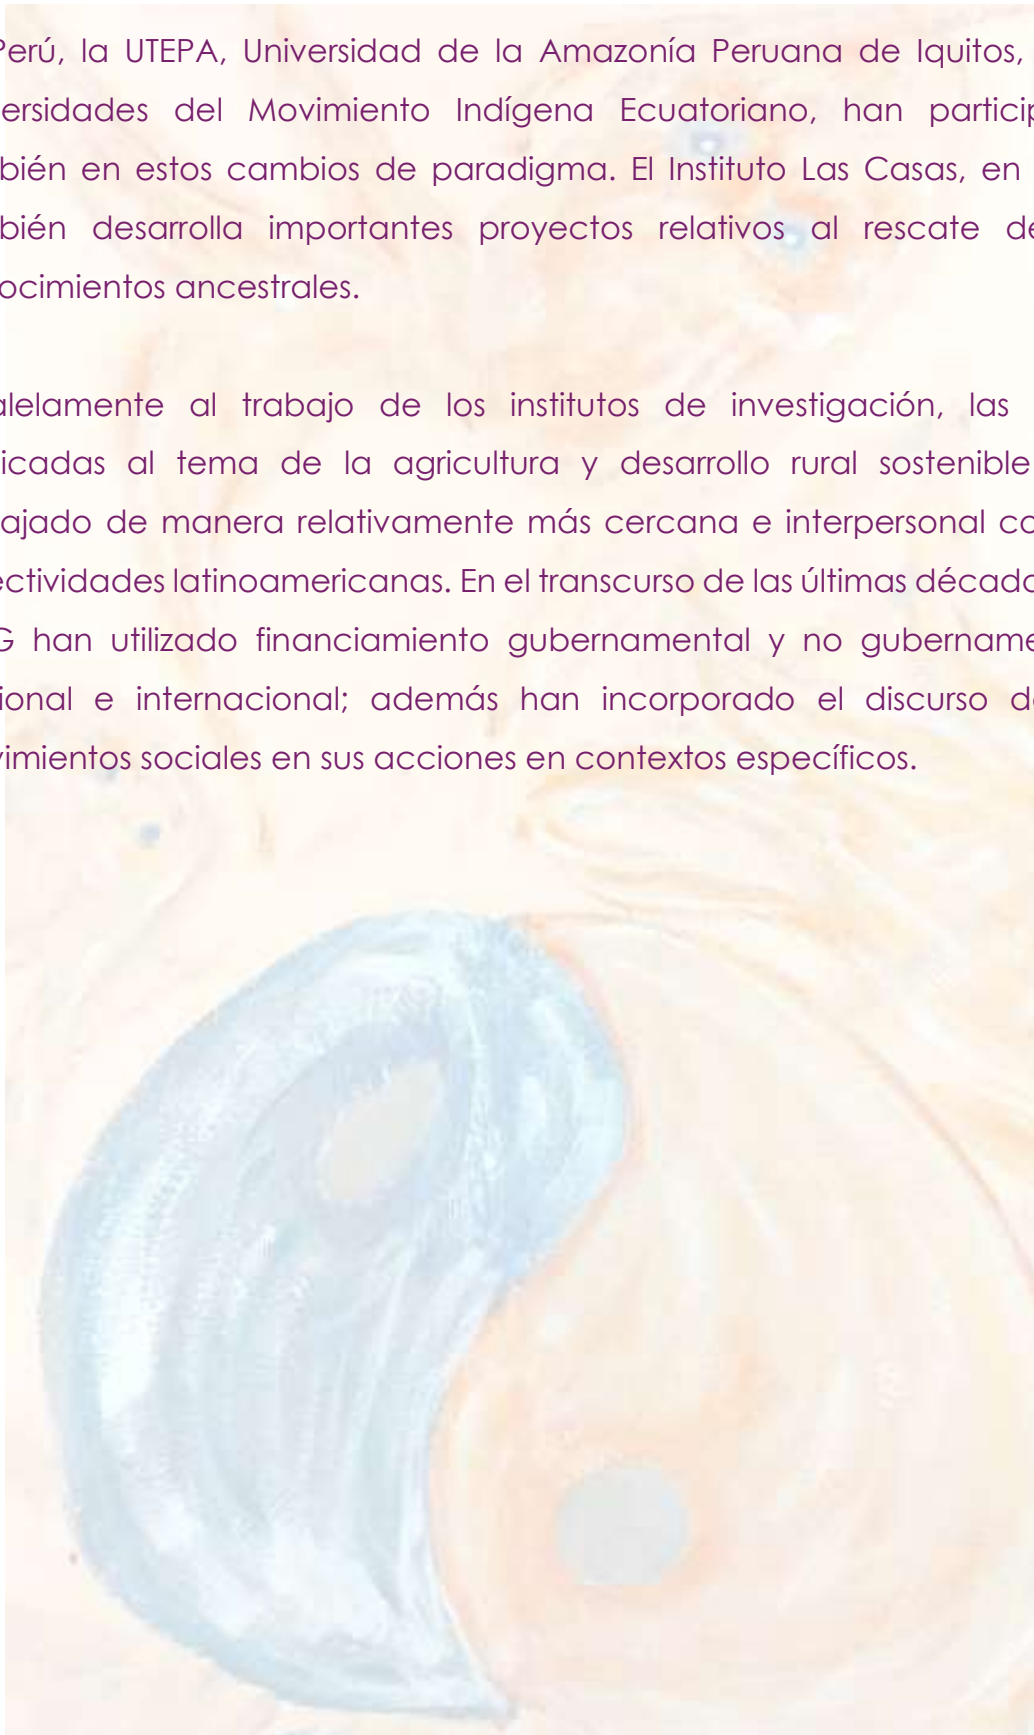 Perú, la UTEPA, Universidad de la Amazonía Peruana de Iquitos,
ersidades del Movimiento Indígena Ecuatoriano, han particip
bién en estos cambios de paradigma. El Instituto Las Casas, en
bién desarrolla importantes proyectos relativos al rescate de
ocimientos ancestrales.
alelamente al trabajo de los institutos de investigación, las
icadas al tema de la agricultura y desarrollo rural sostenible
ajado de manera relativamente más cercana e interpersonal co
ectividades latinoamericanas. En el transcurso de las últimas década
G han utilizado financiamiento gubernamental y no gubername
ional e internacional; además han incorporado el discurso de
vimientos sociales en sus acciones en contextos específicos.